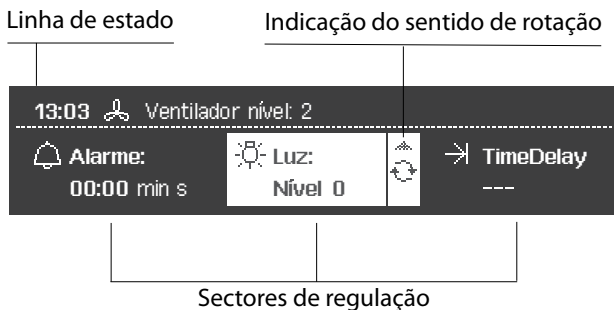 Linha de estado
Indicação do sentido de rotação
13:03 Ventilador nível: 2
Alarme: Luz: TimeDelay
00:00 min s Nível 0 ---
Sectores de regulação